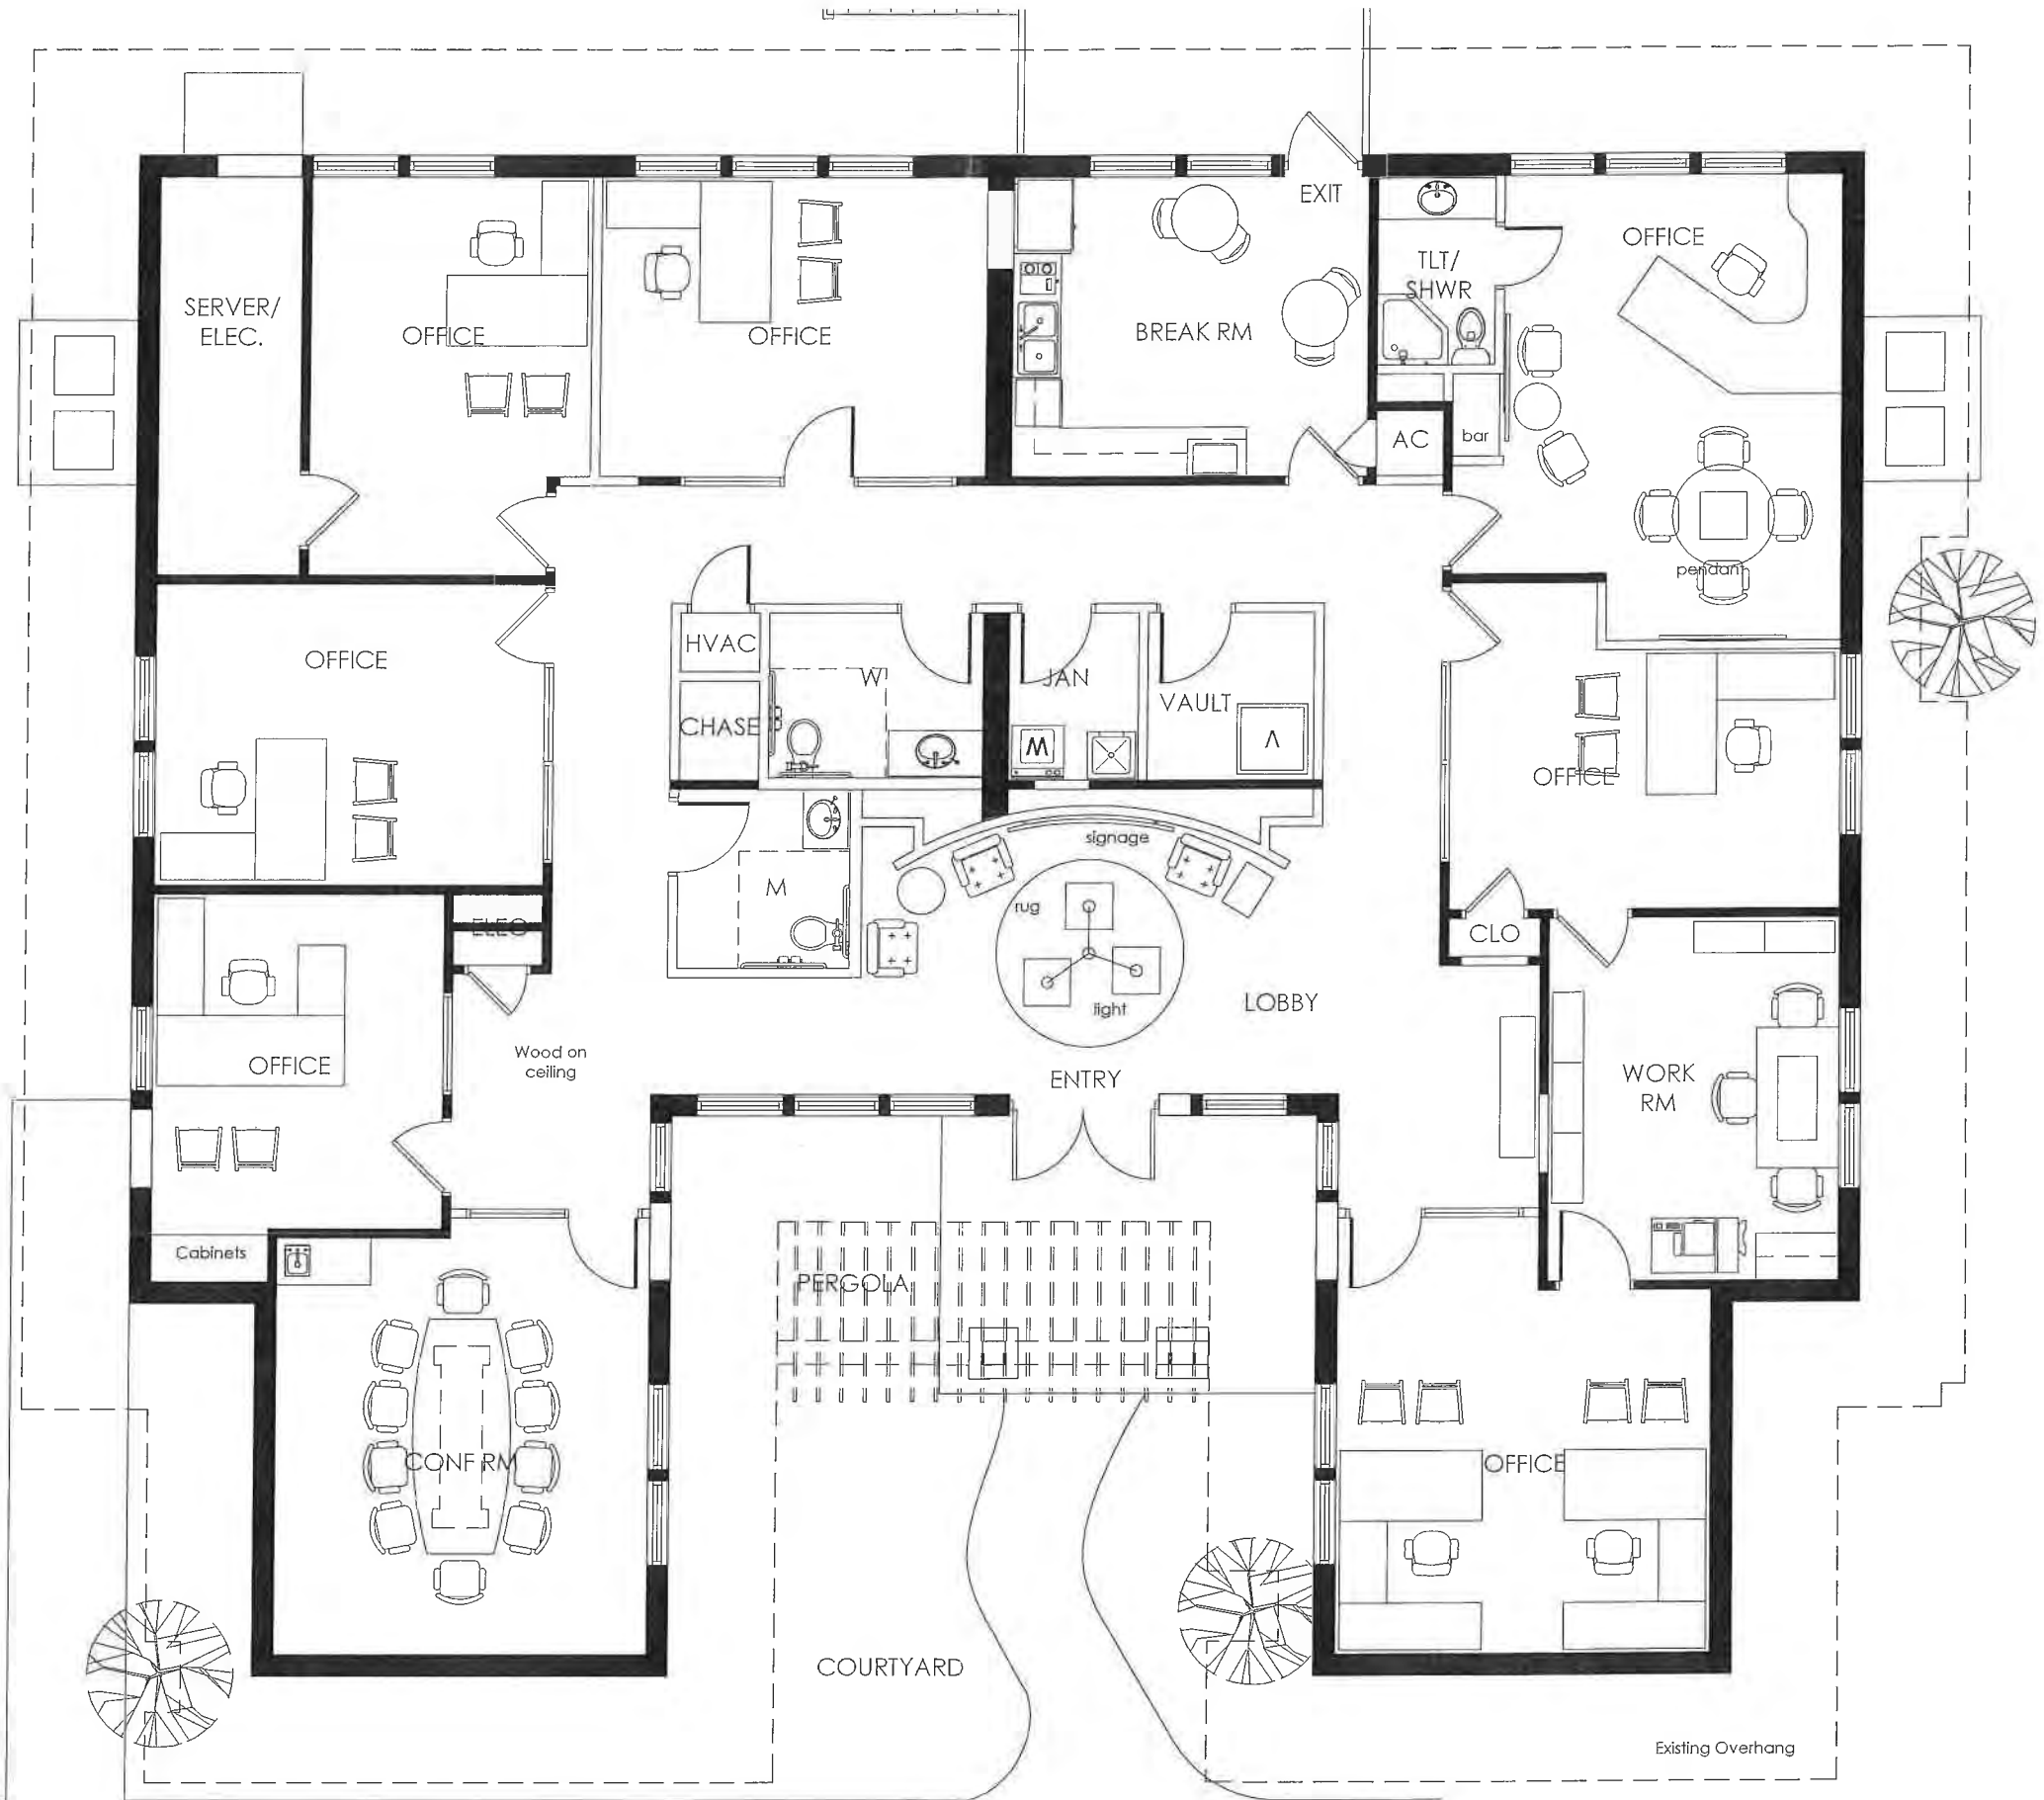 EXIT
OFFICE
TLT/
SHWR
SERVER/
ELEC.
OFFICE
OFFICE
BREAK RM
AC
bar
pendant
HVAC
W
JAN
VAULT
OFFICE
CHASE
W
V
OFFICE
signage
M
rug
ELEC
CLO
LOBBY
light
Wood on
ceiling
OFFICE
ENTRY
WORK
RM
Cabinets
PERGOLA
CONF RM
OFFICE
COURTYARD
Existing Overhang